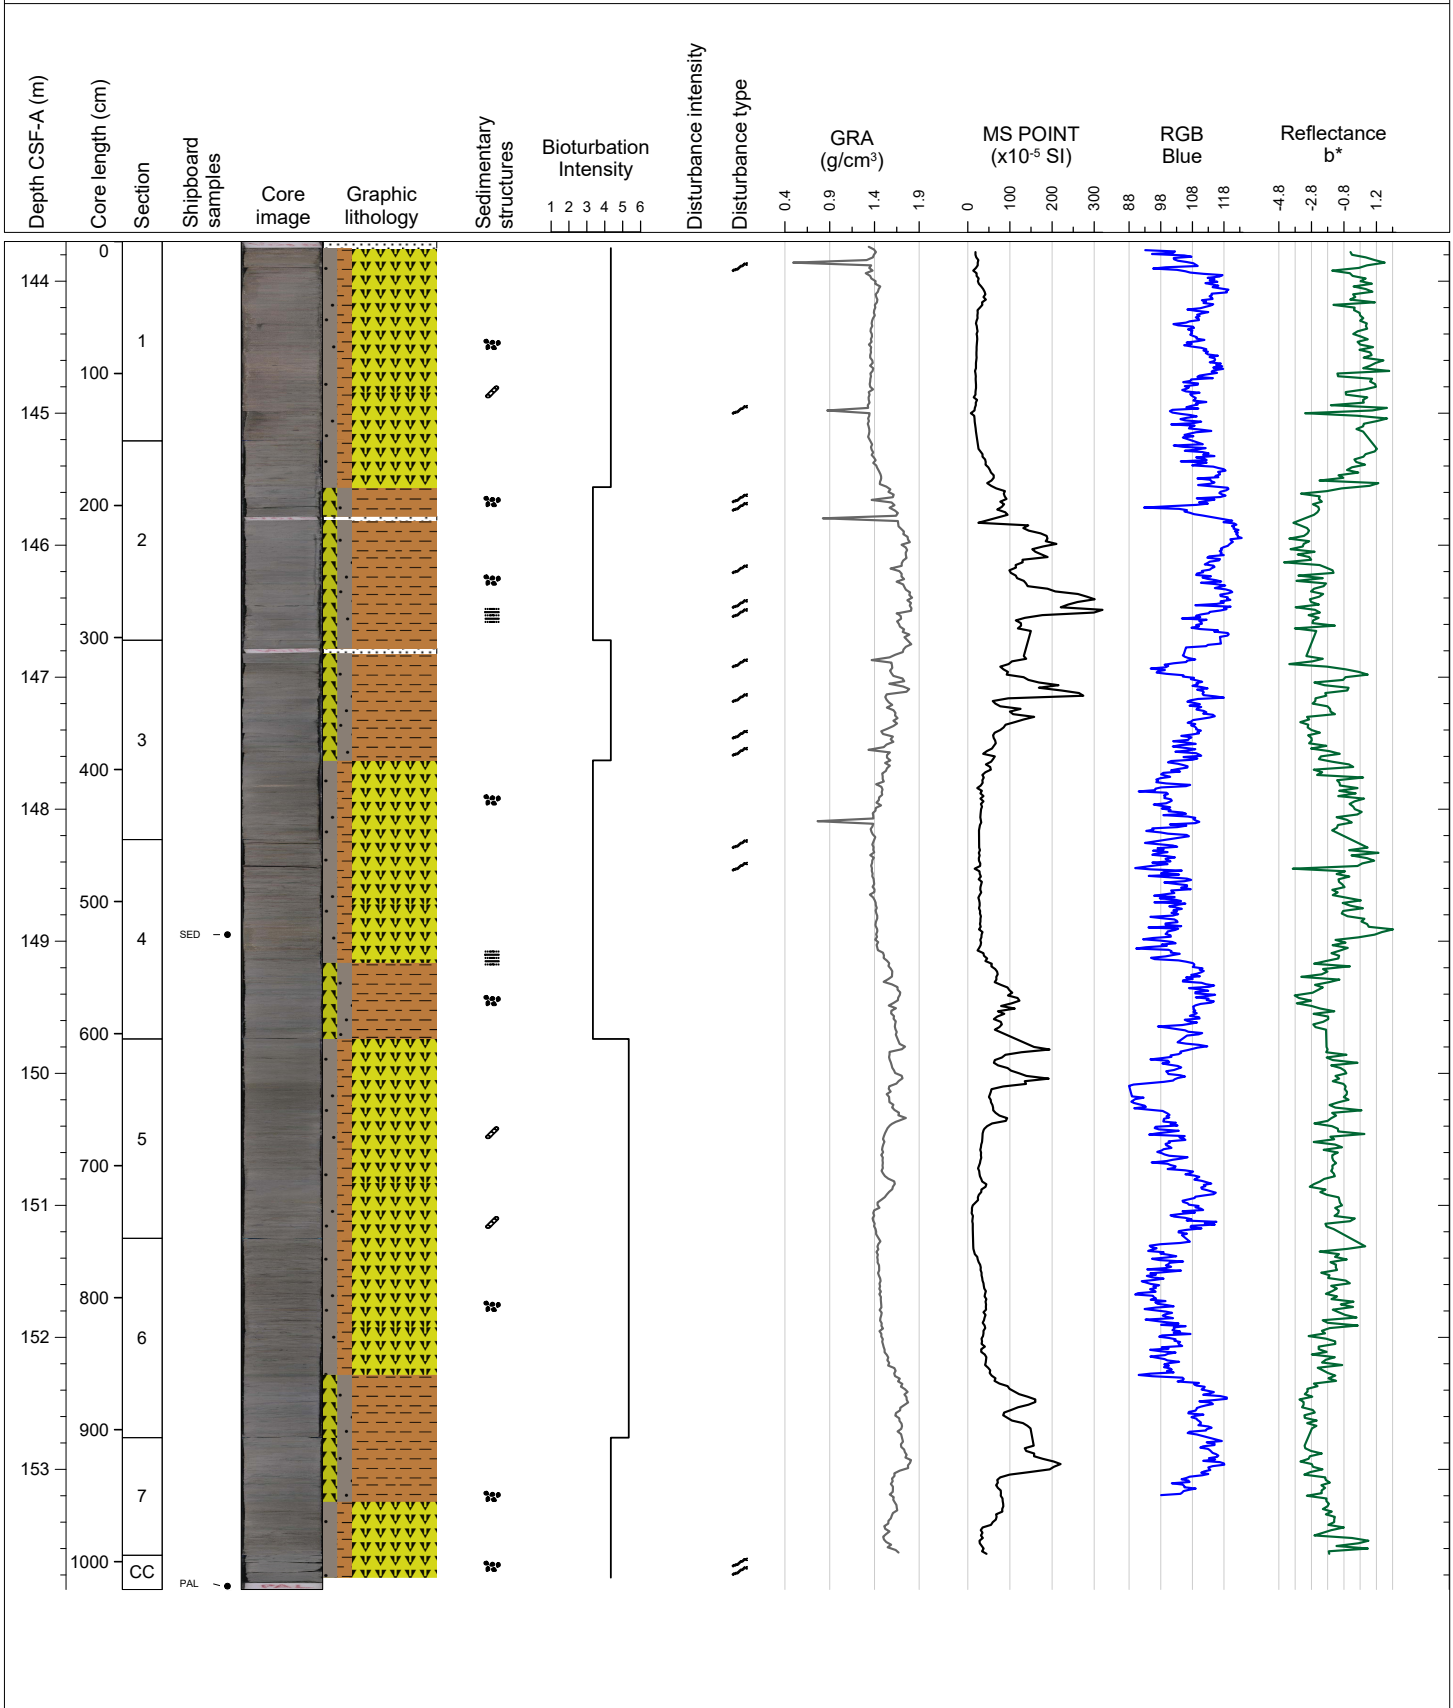 Depth CSF-A (m)
Core length (cm)
Section
Shipboard
samples
Core
image
Graphic
lithology
Sedimentary
structures
Bioturbation
Intensity
1 2 3 4 5 6
Disturbance intensity
Disturbance type
GRA
(g/cm³)
0.4 0.9 1.4 1.9
MS POINT
(x10⁻⁵ SI)
0 100 200 300
RGB
Blue
88 98 108 118
Reflectance
b*
-4.8 -2.8 -0.8 1.2
0
144
1
100
145
200
146
2
300
147
3
400
148
500
SED
149
4
600
150
5
700
151
800
152
6
900
153
7
1000
CC
PAL
PAL